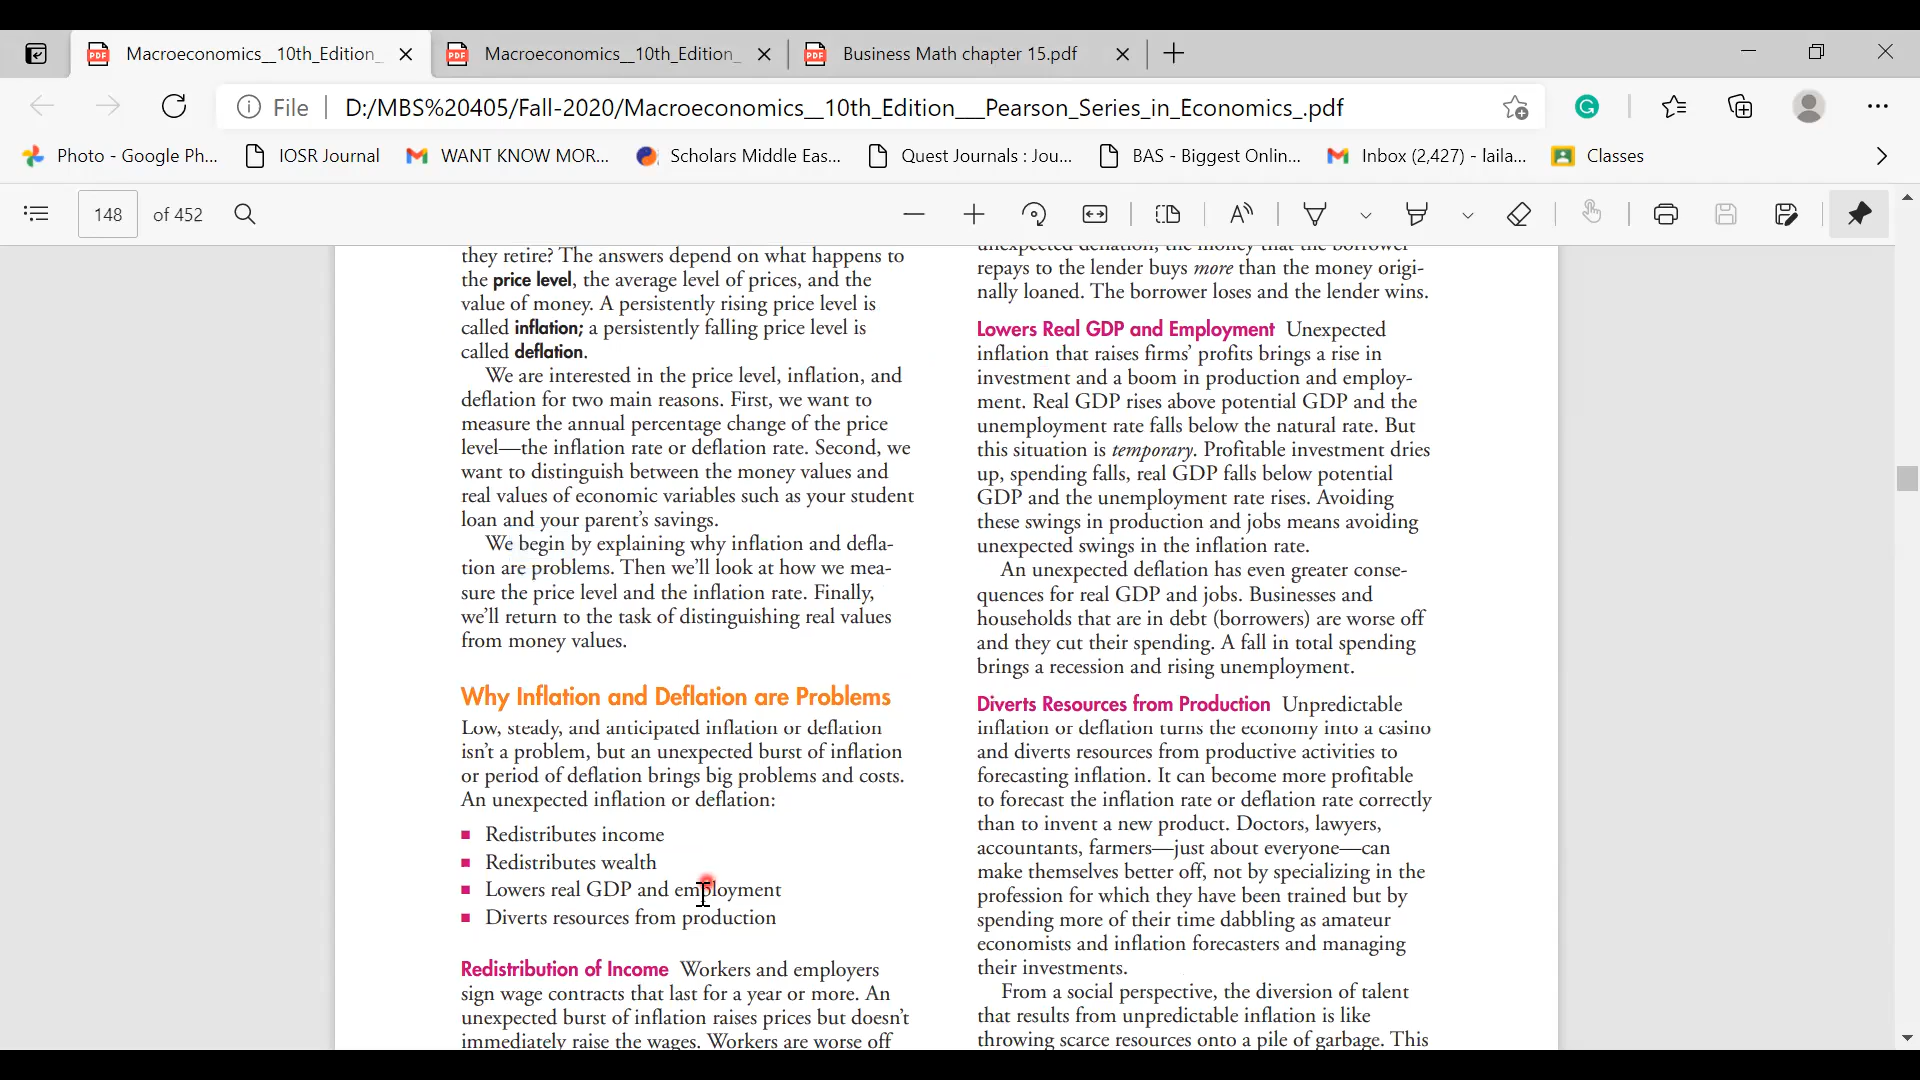 Macroeconomics__10th_Edition_
Macroeconomics__10th_Edition_
Business Math chapter 15.pdf
File
D:/MBS%20405/Fall-2020/Macroeconomics__10th_Edition___Pearson_Series_in_Economics_.pdf
Photo - Google Ph...
IOSR Journal
WANT KNOW MOR...
Scholars Middle Eas...
Quest Journals : Jou...
BAS - Biggest Onlin...
Inbox (2,427) - laila...
Classes
148 of 452
they retire? The answers depend on what happens to
the price level, the average level of prices, and the
value of money. A persistently rising price level is
called inflation; a persistently falling price level is
called deflation.
We are interested in the price level, inflation, and
deflation for two main reasons. First, we want to
measure the annual percentage change of the price
level—the inflation rate or deflation rate. Second, we
want to distinguish between the money values and
real values of economic variables such as your student
loan and your parent's savings.
We begin by explaining why inflation and defla-
tion are problems. Then we'll look at how we mea-
sure the price level and the inflation rate. Finally,
we'll return to the task of distinguishing real values
from money values.
Why Inflation and Deflation are Problems
Low, steady, and anticipated inflation or deflation
isn't a problem, but an unexpected burst of inflation
or period of deflation brings big problems and costs.
An unexpected inflation or deflation:
■ Redistributes income
■ Redistributes wealth
■ Lowers real GDP and employment
■ Diverts resources from production
Redistribution of Income Workers and employers
sign wage contracts that last for a year or more. An
unexpected burst of inflation raises prices but doesn't
immediately raise the wages. Workers are worse off
unexpected deflation, the money that the borrower
repays to the lender buys more than the money origi-
nally loaned. The borrower loses and the lender wins.
Lowers Real GDP and Employment Unexpected
inflation that raises firms' profits brings a rise in
investment and a boom in production and employ-
ment. Real GDP rises above potential GDP and the
unemployment rate falls below the natural rate. But
this situation is temporary. Profitable investment dries
up, spending falls, real GDP falls below potential
GDP and the unemployment rate rises. Avoiding
these swings in production and jobs means avoiding
unexpected swings in the inflation rate.
An unexpected deflation has even greater conse-
quences for real GDP and jobs. Businesses and
households that are in debt (borrowers) are worse off
and they cut their spending. A fall in total spending
brings a recession and rising unemployment.
Diverts Resources from Production Unpredictable
inflation or deflation turns the economy into a casino
and diverts resources from productive activities to
forecasting inflation. It can become more profitable
to forecast the inflation rate or deflation rate correctly
than to invent a new product. Doctors, lawyers,
accountants, farmers—just about everyone—can
make themselves better off, not by specializing in the
profession for which they have been trained but by
spending more of their time dabbling as amateur
economists and inflation forecasters and managing
their investments.
From a social perspective, the diversion of talent
that results from unpredictable inflation is like
throwing scarce resources onto a pile of garbage. This